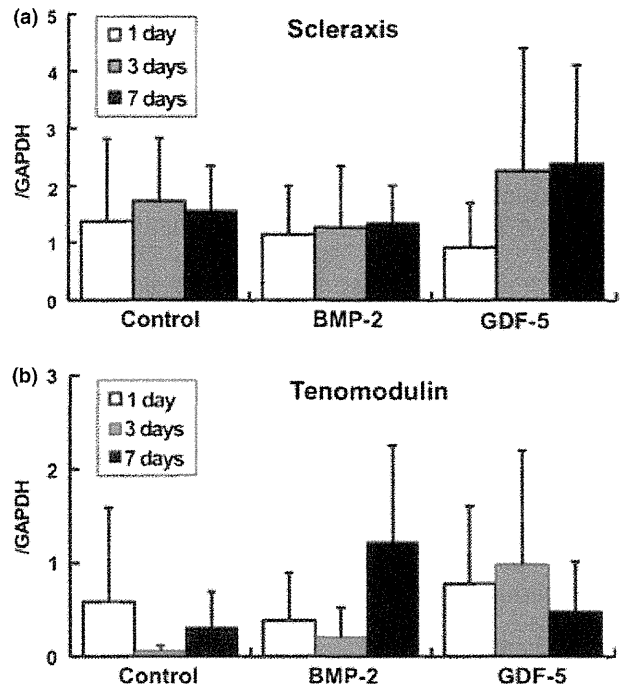 (a)
Scleraxis
1 day
3 days
7 days
/GAPDH
5
4
3
2
1
0
Control BMP-2 GDF-5
(b)
Tenomodulin
1 day
3 days
7 days
/GAPDH
3
2
1
0
Control BMP-2 GDF-5